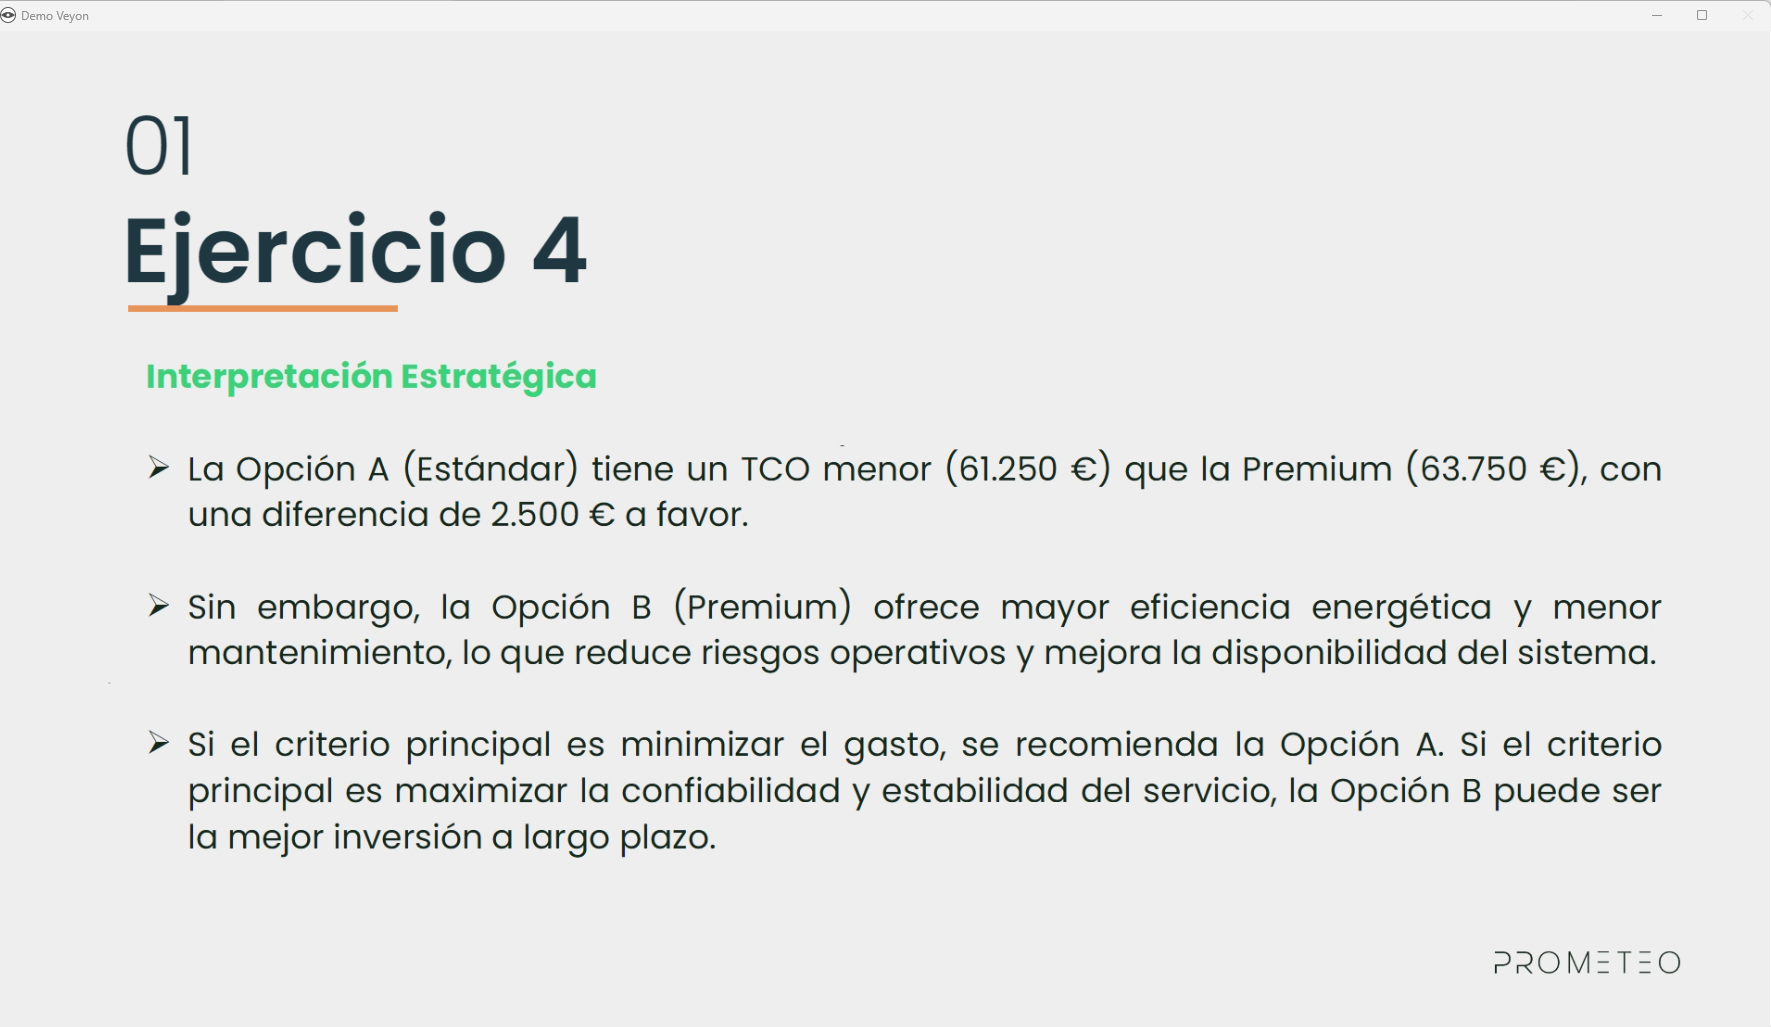 Demo Veyon
01
Ejercicio 4
Interpretación Estratégica
➢ La Opción A (Estándar) tiene un TCO menor (61.250 €) que la Premium (63.750 €), con
una diferencia de 2.500 € a favor.
➢ Sin embargo, la Opción B (Premium) ofrece mayor eficiencia energética y menor
mantenimiento, lo que reduce riesgos operativos y mejora la disponibilidad del sistema.
➢ Si el criterio principal es minimizar el gasto, se recomienda la Opción A. Si el criterio
principal es maximizar la confiabilidad y estabilidad del servicio, la Opción B puede ser
la mejor inversión a largo plazo.
PROMETEO